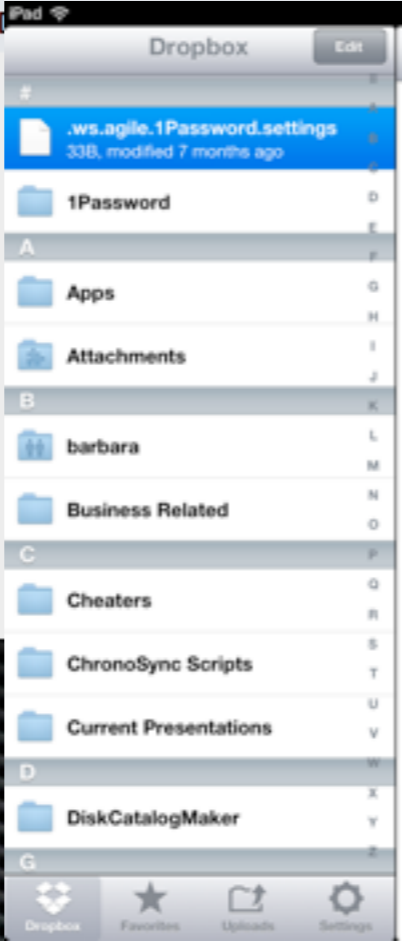 iPad
Dropbox
Edit
#
.ws.agile.1Password.settings
33B, modified 7 months ago
1Password
A
Apps
Attachments
B
barbara
Business Related
C
Cheaters
ChronoSync Scripts
Current Presentations
D
DiskCatalogMaker
G
B
C
D
E
F
G
H
I
J
K
L
M
N
O
P
Q
R
S
T
U
V
W
X
Y
Z
Dropbox
Favorites
Uploads
Settings